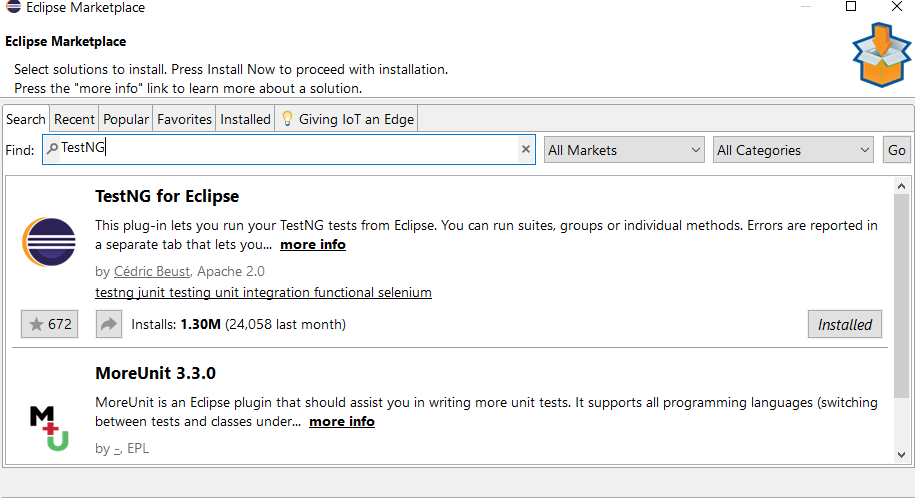 Eclipse Marketplace
Eclipse Marketplace
Select solutions to install. Press Install Now to proceed with installation.
Press the "more info" link to learn more about a solution.
Search Recent Popular Favorites Installed Giving IoT an Edge
Find: TestNG All Markets All Categories Go
TestNG for Eclipse
This plug-in lets you run your TestNG tests from Eclipse. You can run suites, groups or individual methods. Errors are reported in
a separate tab that lets you... more info
by Cédric Beust, Apache 2.0
testng junit testing unit integration functional selenium
672 Installs: 1.30M (24,058 last month) Installed
MoreUnit 3.3.0
MoreUnit is an Eclipse plugin that should assist you in writing more unit tests. It supports all programming languages (switching
between tests and classes under... more info
M+U
by -, EPL